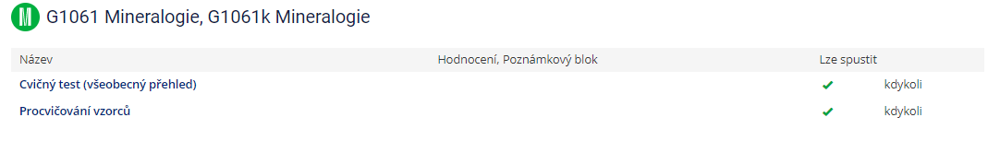 M G1061 Mineralogie, G1061k Mineralogie
Název Hodnocení, Poznámkový blok Lze spustit
Cvičný test (všeobecný přehled) kdykoli
Procvičování vzorců kdykoli